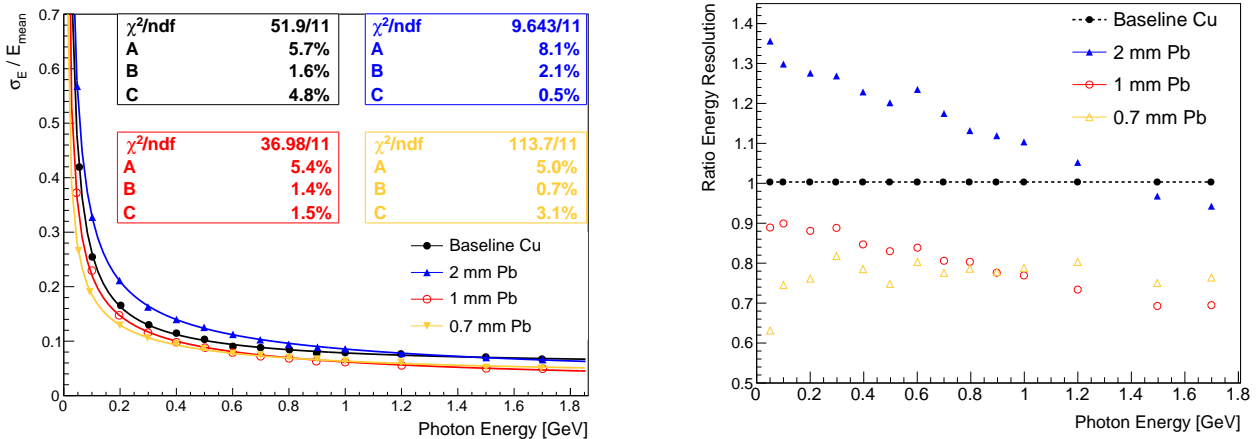 σ_E / E_mean
0.7
0.6
0.5
0.4
0.3
0.2
0.1
0
χ²/ndf 51.9/11
A 5.7%
B 1.6%
C 4.8%
χ²/ndf 9.643/11
A 8.1%
B 2.1%
C 0.5%
χ²/ndf 36.98/11
A 5.4%
B 1.4%
C 1.5%
χ²/ndf 113.7/11
A 5.0%
B 0.7%
C 3.1%
Baseline Cu
2 mm Pb
1 mm Pb
0.7 mm Pb
0 0.2 0.4 0.6 0.8 1 1.2 1.4 1.6 1.8
Photon Energy [GeV]
Ratio Energy Resolution
1.4
1.3
1.2
1.1
1
0.9
0.8
0.7
0.6
0.5
Baseline Cu
2 mm Pb
1 mm Pb
0.7 mm Pb
0 0.2 0.4 0.6 0.8 1 1.2 1.4 1.6 1.8
Photon Energy [GeV]